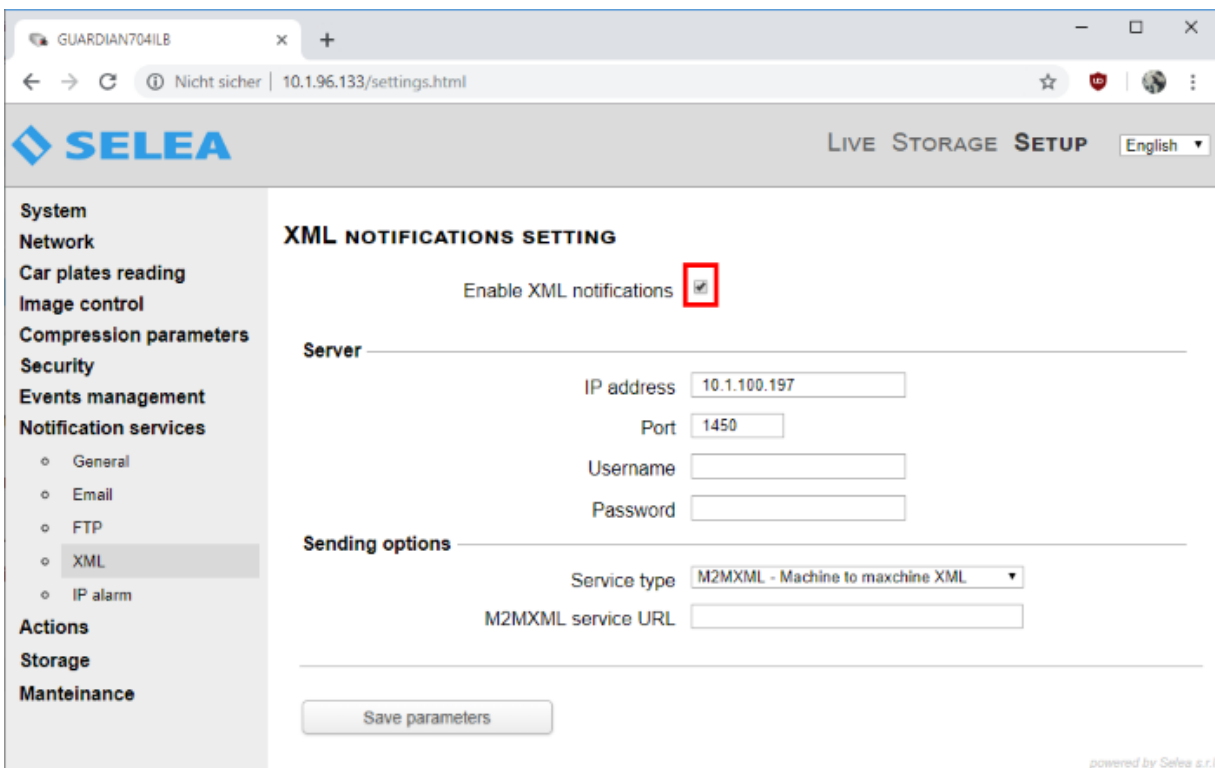 GUARDIAN704ILB
Nicht sicher | 10.1.96.133/settings.html
SELEA
LIVE STORAGE SETUP English
System
Network
Car plates reading
Image control
Compression parameters
Security
Events management
Notification services
General
Email
FTP
XML
IP alarm
Actions
Storage
Manteinance
XML NOTIFICATIONS SETTING
Enable XML notifications
Server
IP address 10.1.100.197
Port 1450
Username
Password
Sending options
Service type M2MXML - Machine to maxchine XML
M2MXML service URL
Save parameters
powered by Selea s.r.l